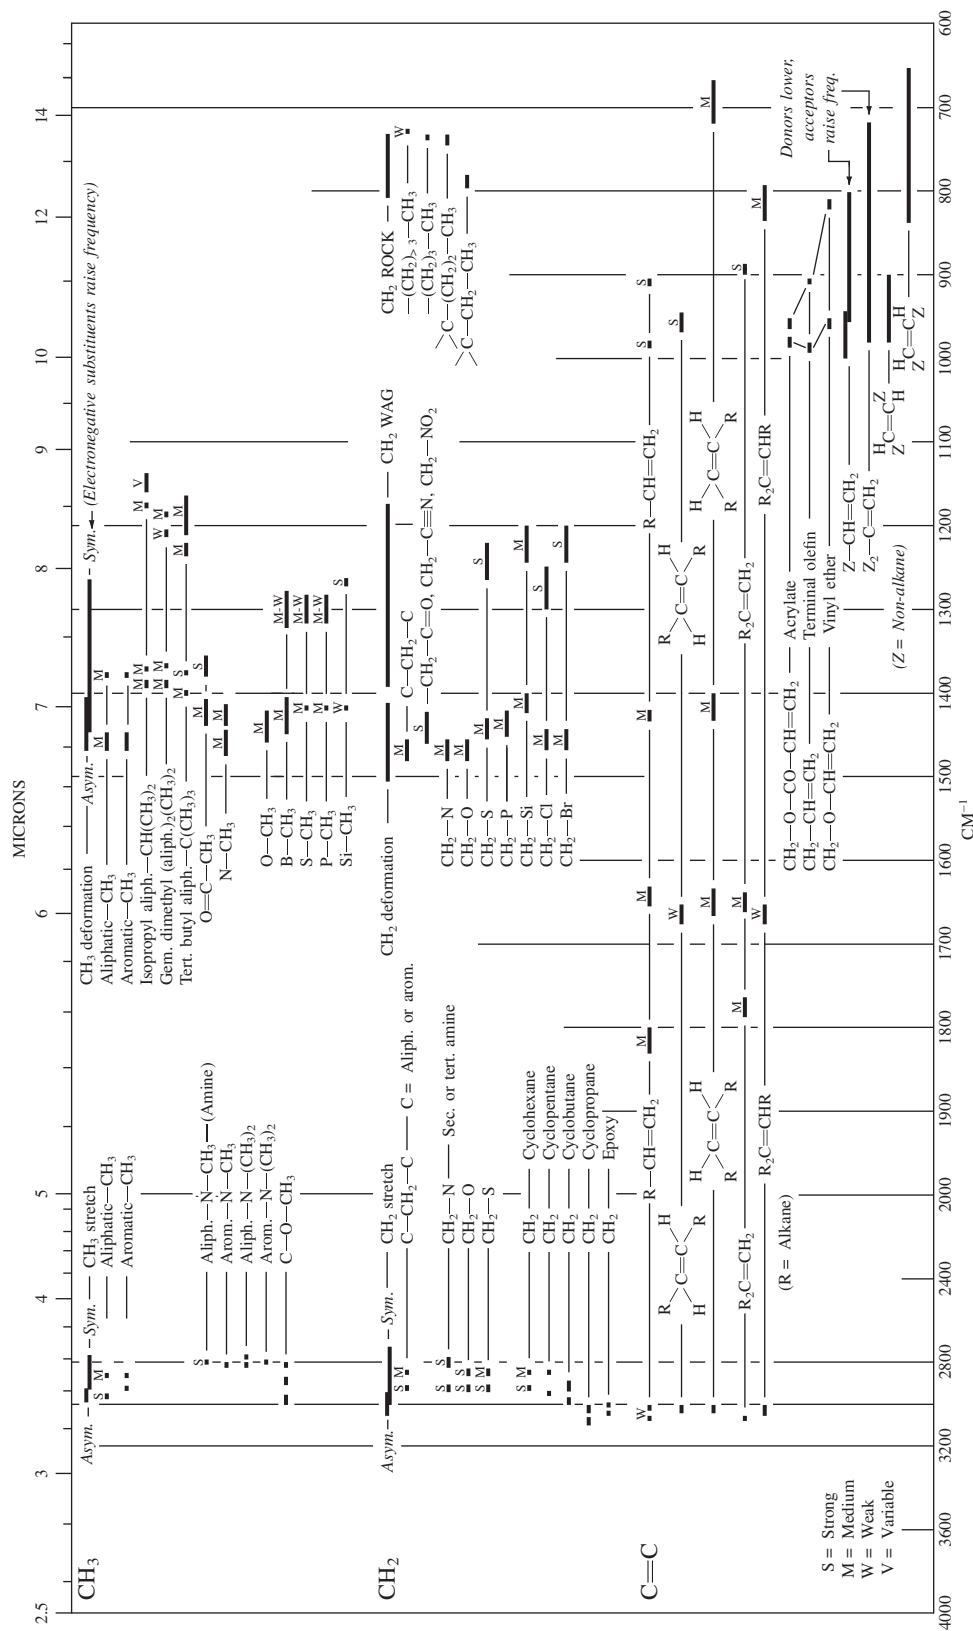 MICRONS
2.5 3 4 5 6 7 8 9 10 12 14
CH3
Asym. Sym. CH3 stretch
S M Aliphatic—CH3
Aromatic—CH3
S Aliph.—N—CH3—(Amine)
Arom.—N—CH3
Aliph.—N—(CH3)2
Arom.—N—(CH3)2
C—O—CH3
CH3 deformation Asym. Sym. (Electronegative substituents raise frequency)
Aliphatic—CH3 M M
Aromatic—CH3
Isopropyl aliph.—CH(CH3)2 M M M V
Gem. dimethyl (aliph.)2(CH3)2 M M W M
Tert. butyl aliph.—C(CH3)3 M S M M
O=C—CH3 M S
N—CH3 M M
O—CH3 M
B—CH3 M M-W
S—CH3 M M-W
P—CH3 M M-W
Si—CH3 W S
CH2
Asym. Sym. CH2 stretch
S M C—CH2—C C = Aliph. or arom.
S S CH2—N Sec. or tert. amine
S S CH2—O
S M CH2—S
S M CH2 Cyclohexane
CH2 Cyclopentane
CH2 Cyclobutane
CH2 Cyclopropane
CH2 Epoxy
CH2 deformation CH2 WAG CH2 ROCK
M C—CH2—C
S CH2—C=O, CH2—C≡N, CH2—NO2
CH2—N M
CH2—O M
CH2—S M S
CH2—P M
CH2—Si M M
CH2—Cl M S
CH2—Br M S
—(CH2)>3—CH3 W
—(CH2)3—CH3
C—(CH2)2—CH3
C—CH2—CH3
C=C
W R—CH=CH2 M M M R—CH=CH2 S S
R H C=C H R W R H C=C H R S
H H C=C R R M M H H C=C R R M
R2C=CH2 M M R2C=CH2 S
R2C=CHR W R2C=CHR M
(R = Alkane)
CH2—O—CO—CH=CH2 Acrylate
CH2—CH=CH2 Terminal olefin
CH2—O—CH=CH2 Vinyl ether
Z—CH=CH2
Z2—C=CH2
H Z C=C Z H
H H C=C Z Z
(Z = Non-alkane)
Donors lower,
acceptors
raise freq.
S = Strong
M = Medium
W = Weak
V = Variable
4000 3600 3200 2800 2400 2000 1900 1800 1700 1600 1500 1400 1300 1200 1100 1000 900 800 700 600
CM−1